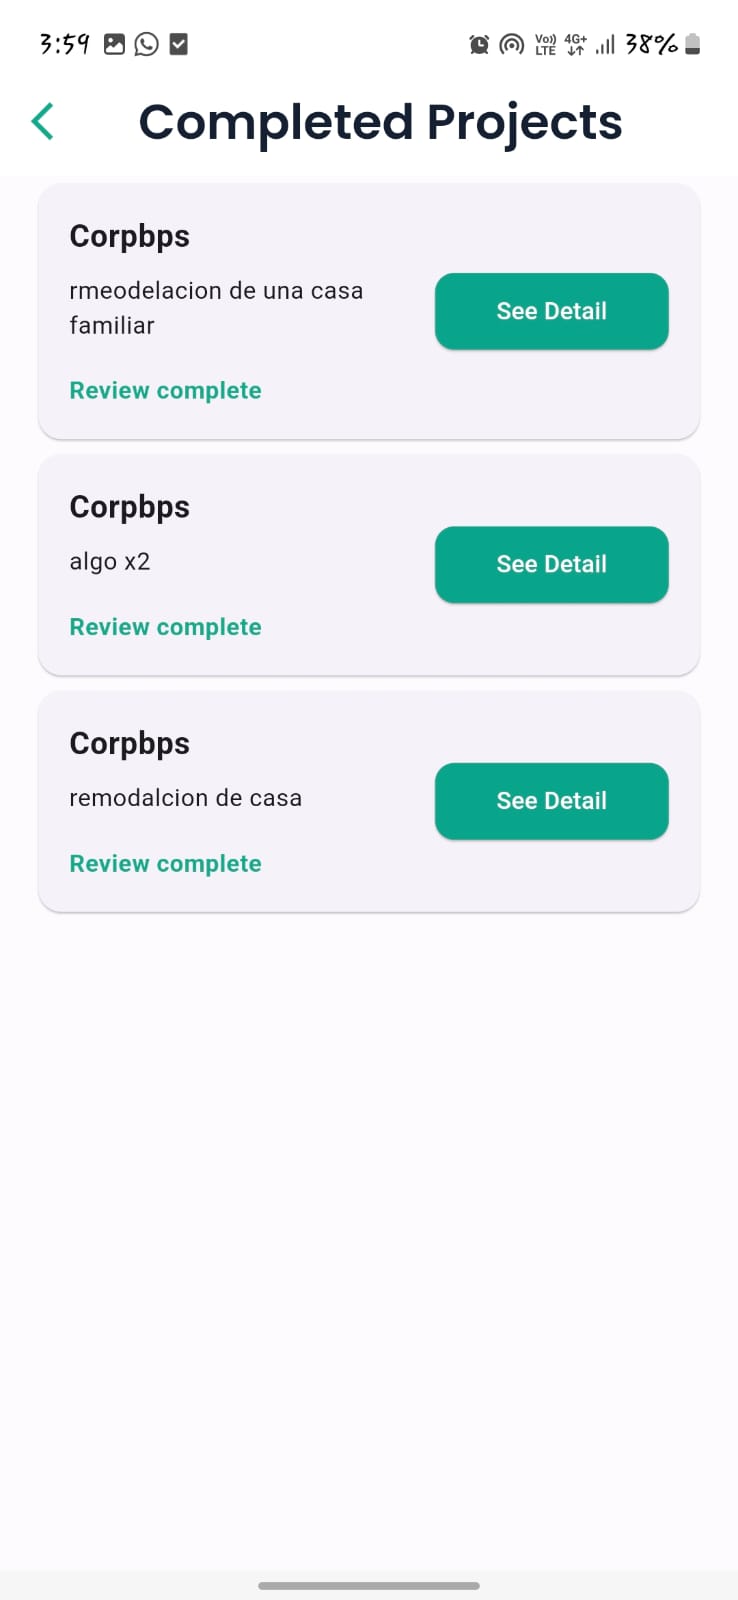 3:59
Vo)) 4G+ 38%
LTE
Completed Projects
Corpbps
rmeodelacion de una casa
familiar
See Detail
Review complete
Corpbps
algo x2
See Detail
Review complete
Corpbps
remodalcion de casa
See Detail
Review complete